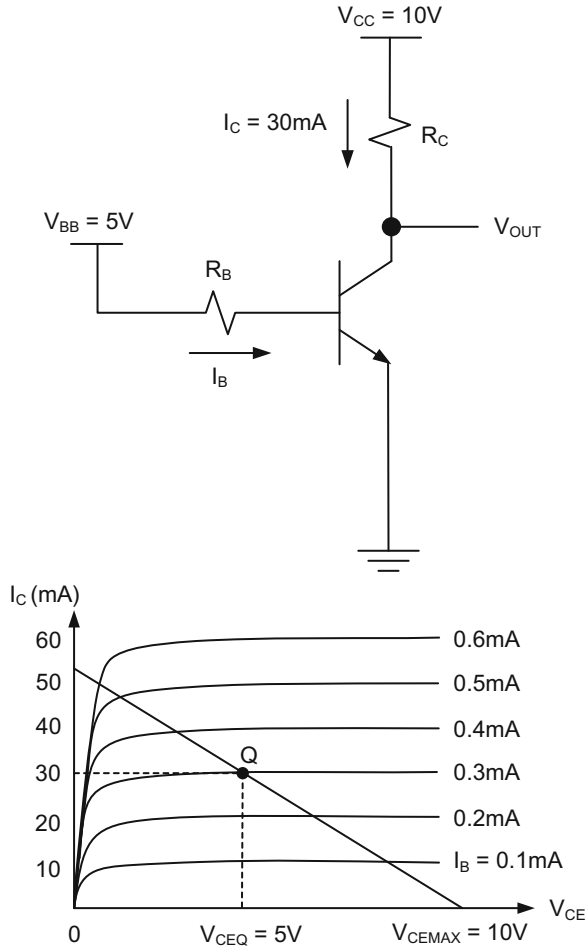 V_CC = 10V
I_C = 30mA
R_C
V_BB = 5V
V_OUT
R_B
I_B
I_C (mA)
60
0.6mA
50
0.5mA
40
0.4mA
Q
30
0.3mA
20
0.2mA
10
I_B = 0.1mA
V_CE
0
V_CEQ = 5V
V_CEMAX = 10V